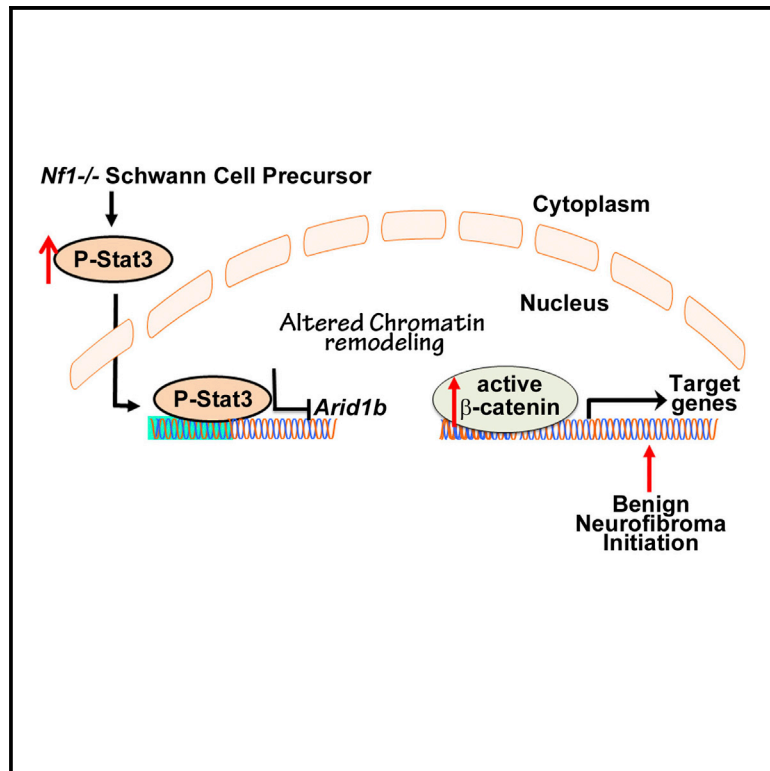 Nf1-/- Schwann Cell Precursor
P-Stat3
Cytoplasm
Nucleus
Altered Chromatin
remodeling
P-Stat3
Arid1b
active
β-catenin
Target
genes
Benign
Neurofibroma
Initiation